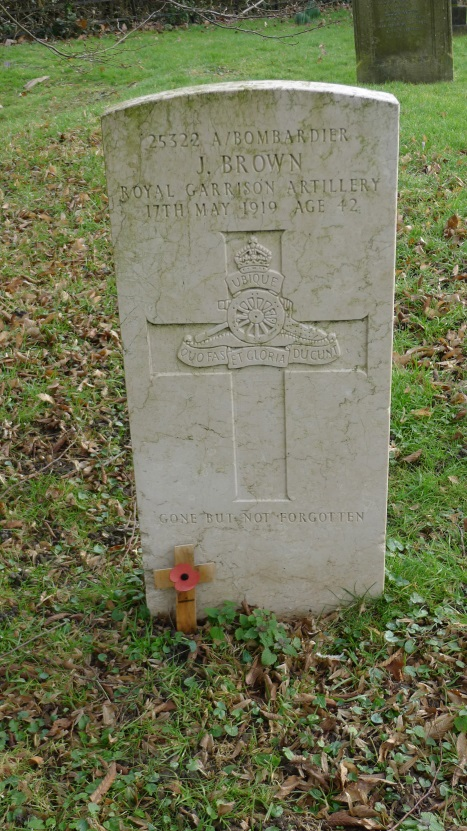 25322 A/BOMBARDIER
J. BROWN
ROYAL GARRISON ARTILLERY
17TH MAY 1919 AGE 42
UBIQUE
QUO FAS ET GLORIA DUCUNT
GONE BUT NOT FORGOTTEN